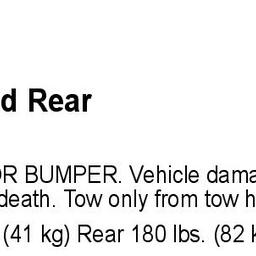 d Rear
OR BUMPER. Vehicle dama
death. Tow only from tow h
(41 kg) Rear 180 lbs. (82 k